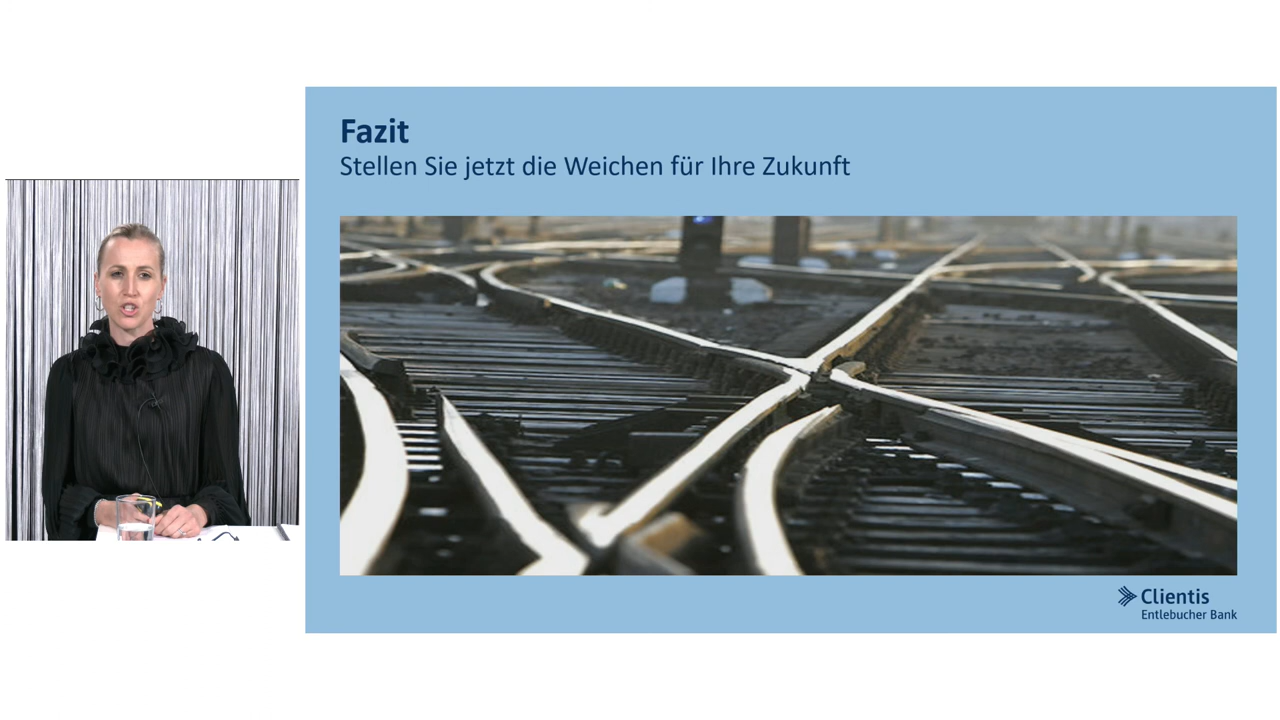 Fazit
Stellen Sie jetzt die Weichen für Ihre Zukunft
Clientis
Entlebucher Bank